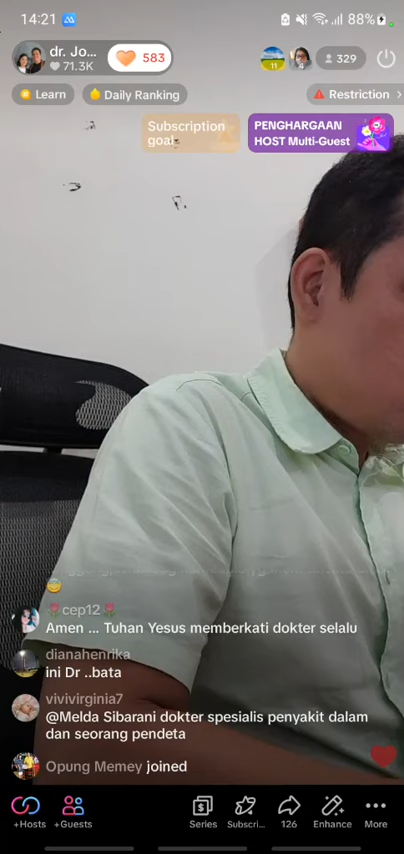 14:21
88%
dr. Jo...
71.3K
583
11
329
Learn
Daily Ranking
Restriction
Subscription
goal
PENGHARGAAN
HOST Multi-Guest
cep12
Amen ... Tuhan Yesus memberkati dokter selalu
dianahenrika
ini Dr ..bata
vivivirginia7
@Melda Sibarani dokter spesialis penyakit dalam
dan seorang pendeta
Opung Memey joined
+Hosts
+Guests
Series
Subscri...
126
Enhance
More